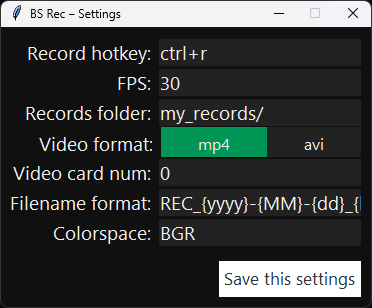 BS Rec – Settings
Record hotkey: ctrl+r
FPS: 30
Records folder: my_records/
Video format: mp4 avi
Video card num: 0
Filename format: REC_{yyyy}-{MM}-{dd}_{
Colorspace: BGR
Save this settings